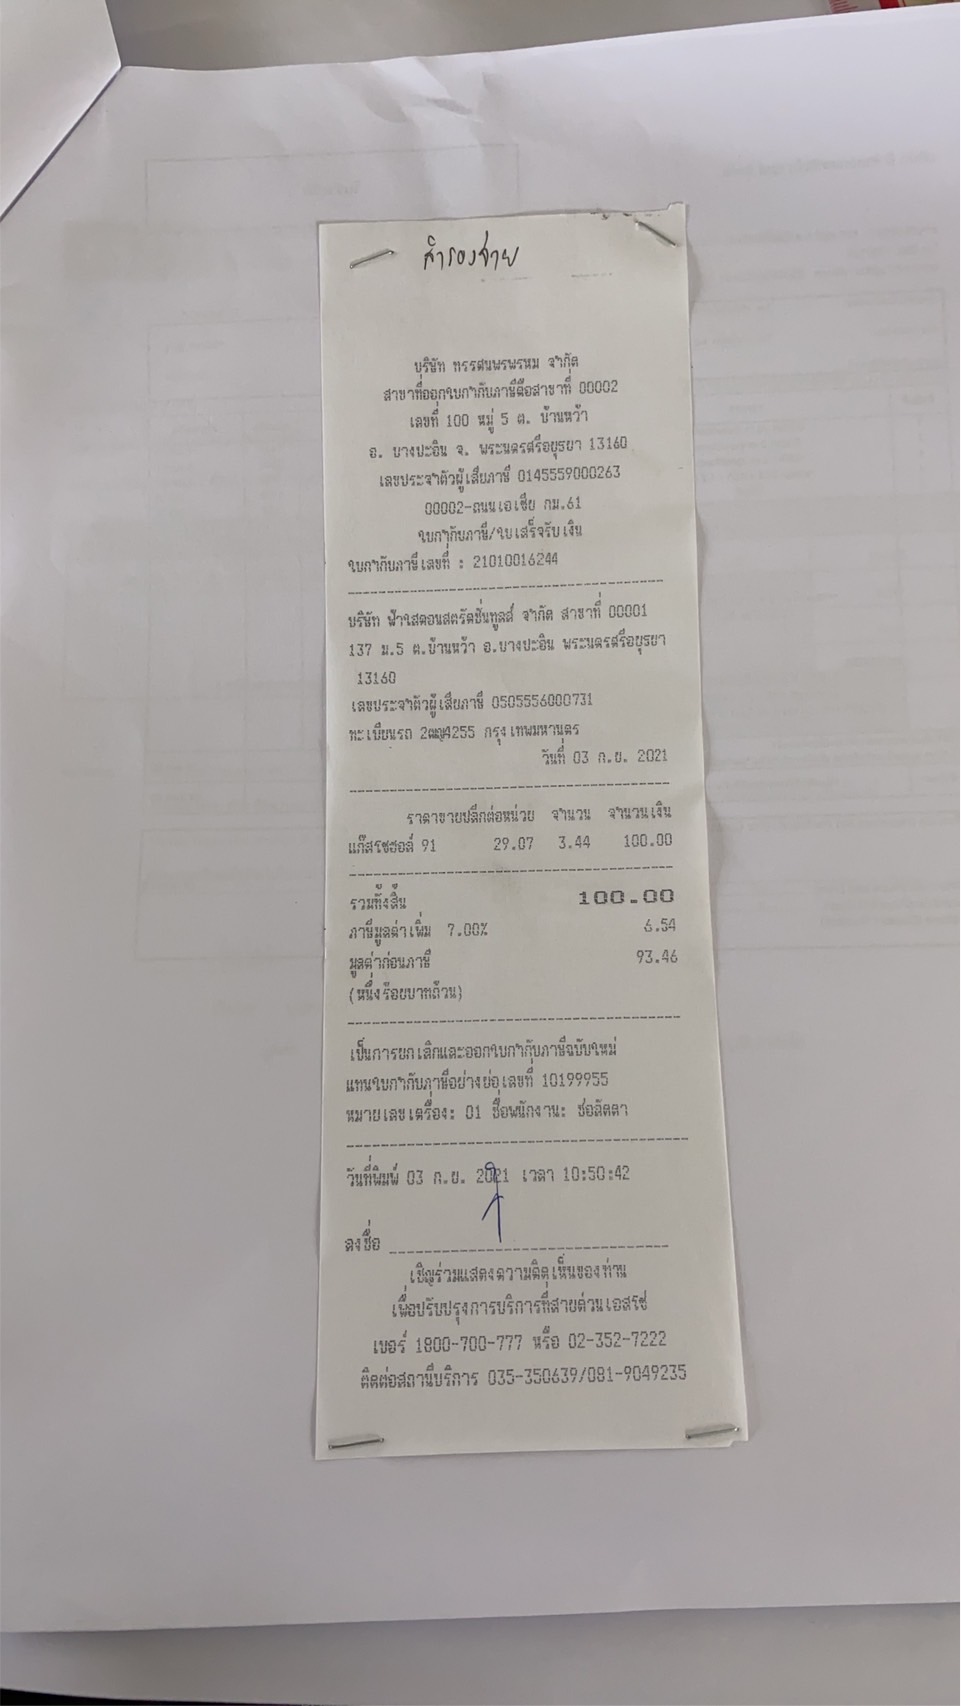 สำรองจ่าย
บริษัท ทรรศนพรพรหม จำกัด
สาขาที่ออกใบกำกับภาษีคือสาขาที่ 00002
เลขที่ 100 หมู่ 5 ต. บ้านหว้า
อ. บางปะอิน จ. พระนครศรีอยุธยา 13160
เลขประจำตัวผู้เสียภาษี 0145559000263
00002-ถนนเอเชีย กม.61
ใบกำกับภาษี/ใบเสร็จรับเงิน
ใบกำกับภาษีเลขที่ : 21010016244
บริษัท ฟ้าใสคอนสตรัคชั่นทูลส์ จำกัด สาขาที่ 00001
137 ม.5 ต.บ้านหว้า อ.บางปะอิน พระนครศรีอยุธยา
13160
เลขประจำตัวผู้เสียภาษี 0505556000731
ทะเบียนรถ 2ฒญ4255 กรุงเทพมหานคร
วันที่ 03 ก.ย. 2021
ราคาขายปลีกต่อหน่วย จำนวน จำนวนเงิน
แก๊สโซฮอล์ 91 29.07 3.44 100.00
รวมทั้งสิ้น 100.00
ภาษีมูลค่าเพิ่ม 7.00% 6.54
มูลค่าก่อนภาษี 93.46
(หนึ่งร้อยบาทถ้วน)
เป็นการยกเลิกและออกใบกำกับภาษีฉบับใหม่
แทนใบกำกับภาษีอย่างย่อเลขที่ 10199955
หมายเลขเครื่อง: 01 ชื่อพนักงาน: ช่อลัดดา
วันที่พิมพ์ 03 ก.ย. 2021 เวลา 10:50:42
ลงชื่อ
เชิญร่วมแสดงความคิดเห็นของท่าน
เพื่อปรับปรุงการบริการที่สายด่วนเอสโซ่
เบอร์ 1800-700-777 หรือ 02-352-7222
ติดต่อสถานีบริการ 035-350639/081-9049235